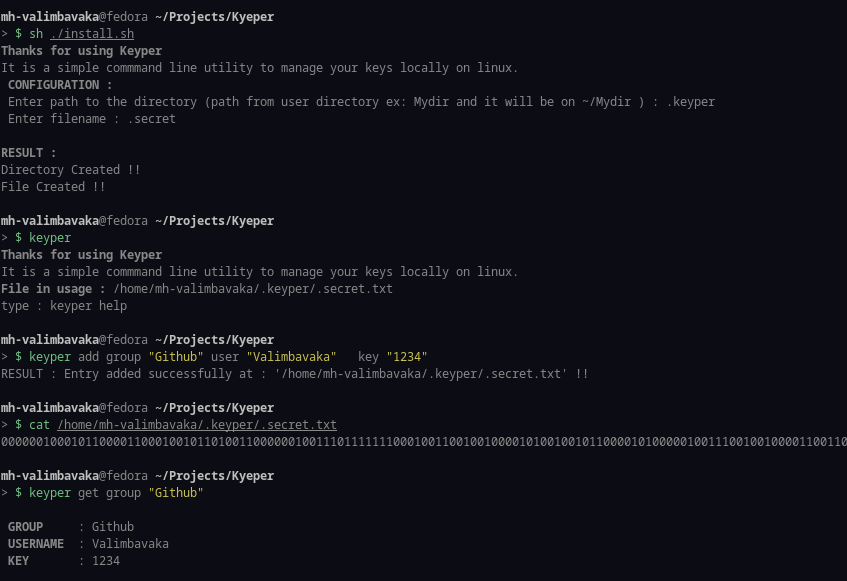 mh-valimbavaka@fedora ~/Projects/Kyeper
> $ sh ./install.sh
Thanks for using Keyper
It is a simple commmand line utility to manage your keys locally on linux.
CONFIGURATION :
Enter path to the directory (path from user directory ex: Mydir and it will be on ~/Mydir ) : .keyper
Enter filename : .secret
RESULT :
Directory Created !!
File Created !!
mh-valimbavaka@fedora ~/Projects/Kyeper
> $ keyper
Thanks for using Keyper
It is a simple commmand line utility to manage your keys locally on linux.
File in usage : /home/mh-valimbavaka/.keyper/.secret.txt
type : keyper help
mh-valimbavaka@fedora ~/Projects/Kyeper
> $ keyper add group "Github" user "Valimbavaka"   key "1234"
RESULT : Entry added successfully at : '/home/mh-valimbavaka/.keyper/.secret.txt' !!
mh-valimbavaka@fedora ~/Projects/Kyeper
> $ cat /home/mh-valimbavaka/.keyper/.secret.txt
mh-valimbavaka@fedora ~/Projects/Kyeper
> $ keyper get group "Github"
GROUP : Github
USERNAME : Valimbavaka
KEY : 1234